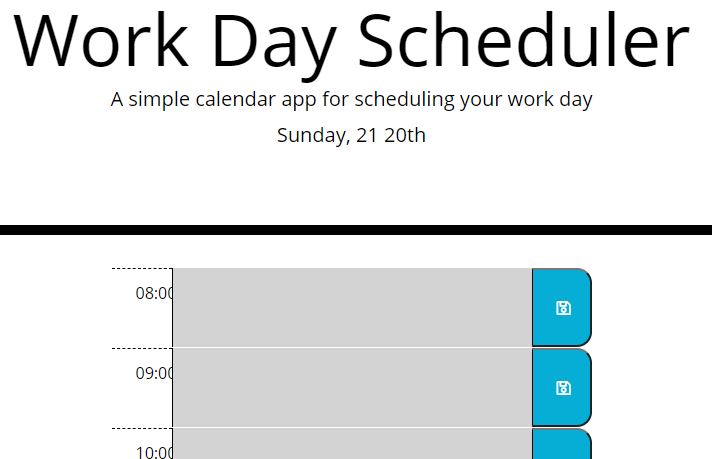 Work Day Scheduler
A simple calendar app for scheduling your work day
Sunday, 21 20th
08:00
09:00
10:00